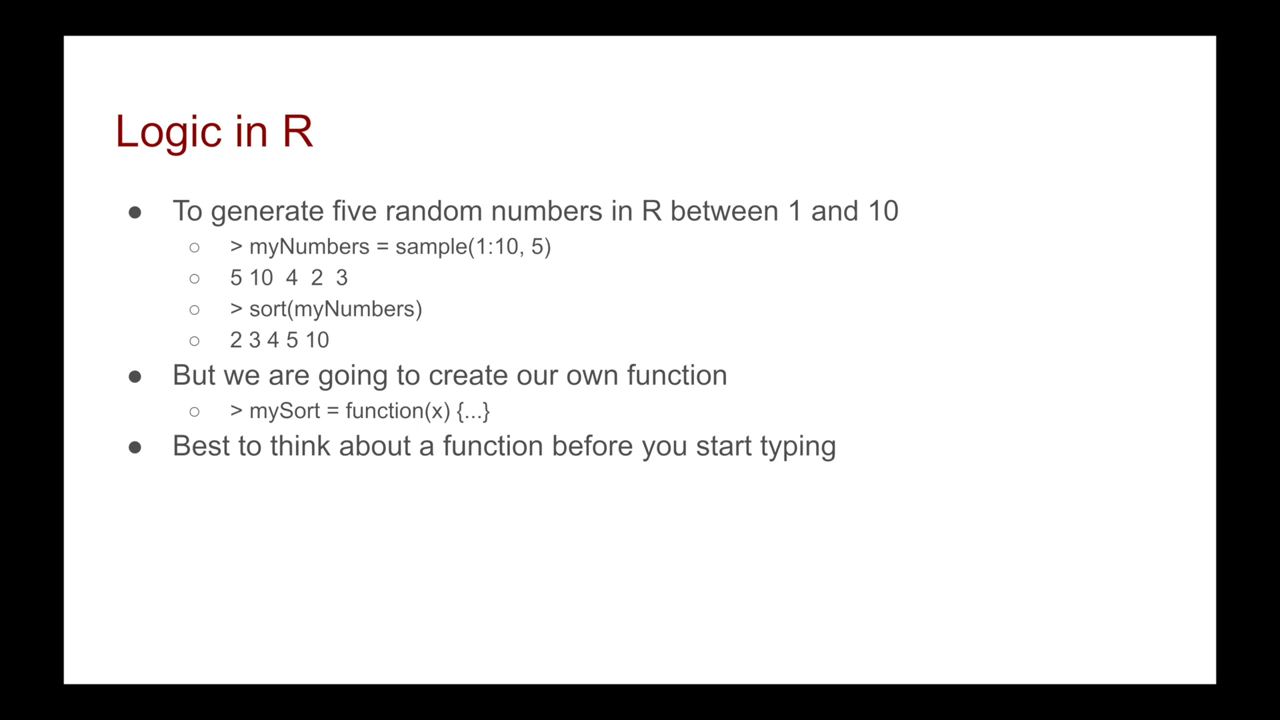 Logic in R
● To generate five random numbers in R between 1 and 10
○ > myNumbers = sample(1:10, 5)
○ 5 10 4 2 3
○ > sort(myNumbers)
○ 2 3 4 5 10
● But we are going to create our own function
○ > mySort = function(x) {...}
● Best to think about a function before you start typing